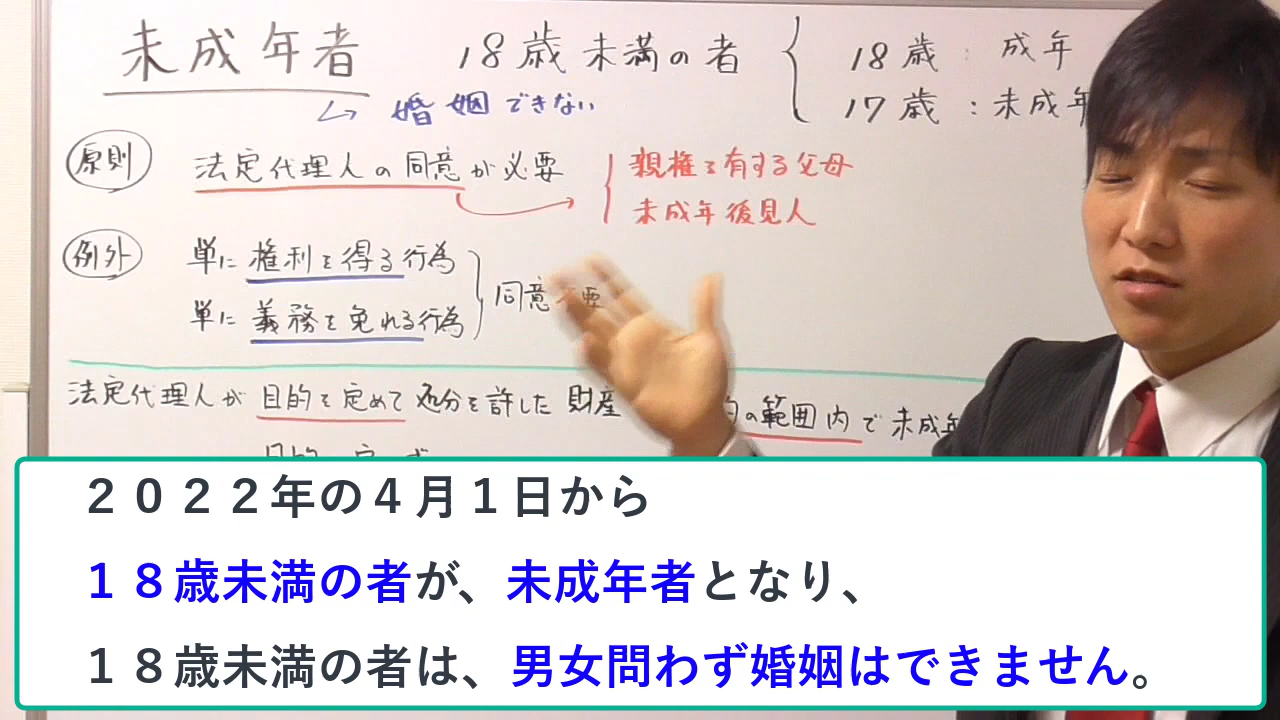 未成年者 18歳未満の者 { 18歳：成年
↳ 婚姻できない 17歳：未成年
原則 法定代理人の同意が必要 { 親権を有する父母
未成年後見人
例外 単に権利を得る行為
単に義務を免れる行為 } 同意 要
法定代理人が目的を定めて処分を許した財産 の範囲内で未成年
２０２２年の４月１日から
１８歳未満の者が、未成年者となり、
１８歳未満の者は、男女問わず婚姻はできません。